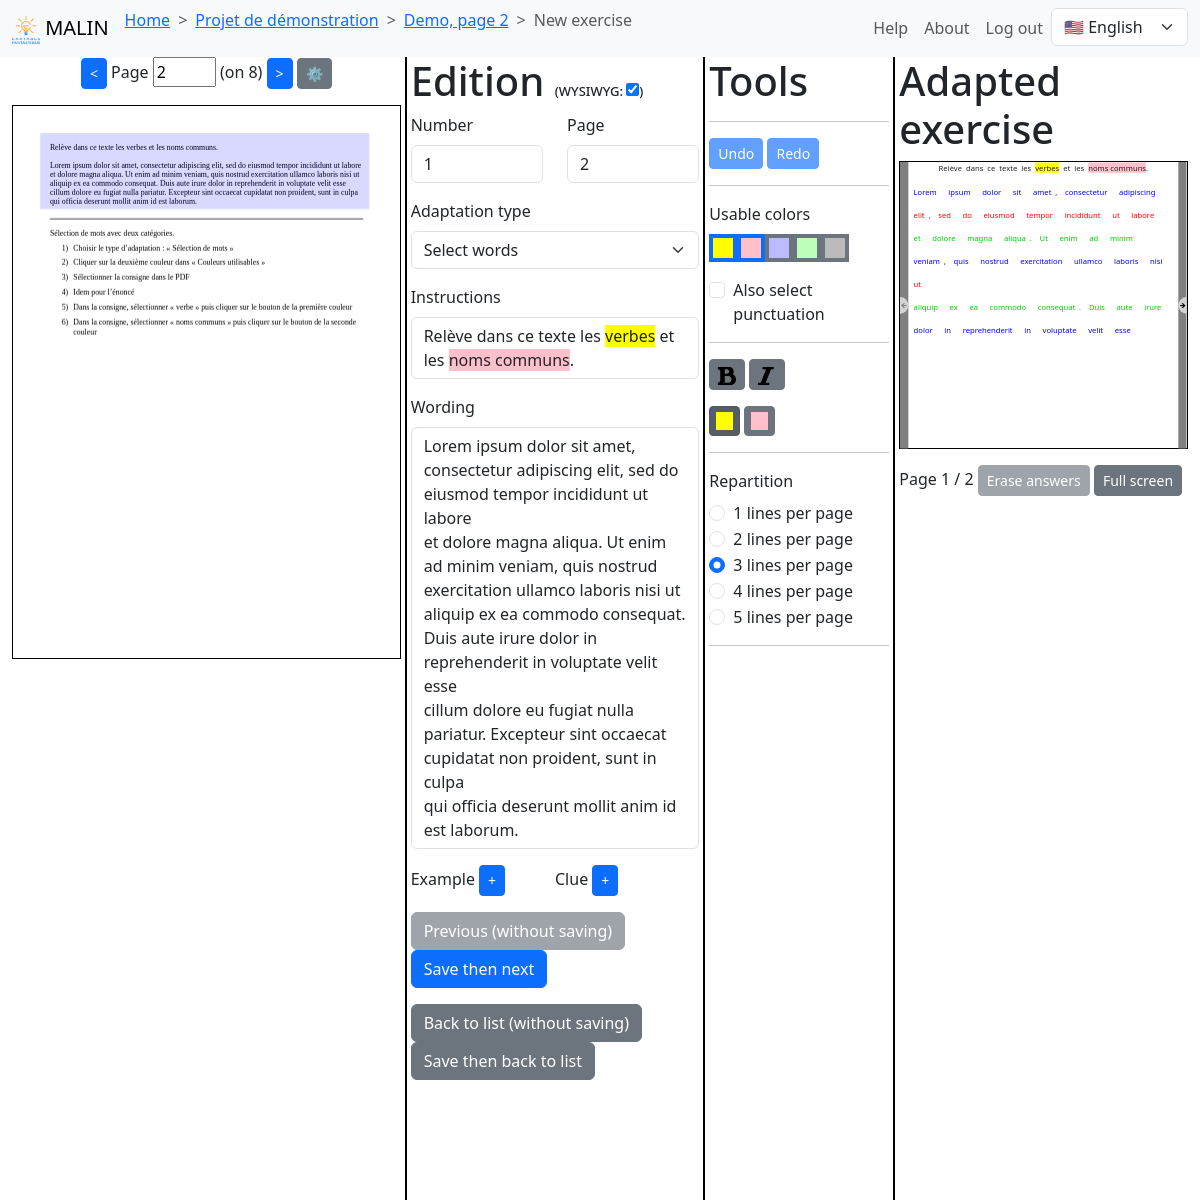 MALIN
Home > Projet de démonstration > Demo, page 2 > New exercise
Help About Log out 🇺🇸 English
< Page 2 (on 8) > ⚙️
Relève dans ce texte les verbes et les noms communs.
Lorem ipsum dolor sit amet, consectetur adipiscing elit, sed do eiusmod tempor incididunt ut labore
et dolore magna aliqua. Ut enim ad minim veniam, quis nostrud exercitation ullamco laboris nisi ut
aliquip ex ea commodo consequat. Duis aute irure dolor in reprehenderit in voluptate velit esse
cillum dolore eu fugiat nulla pariatur. Excepteur sint occaecat cupidatat non proident, sunt in culpa
qui officia deserunt mollit anim id est laborum.
Sélection de mots avec deux catégories.
1) Choisir le type d'adaptation : « Sélection de mots »
2) Cliquer sur la deuxième couleur dans « Couleurs utilisables »
3) Sélectionner la consigne dans le PDF
4) Idem pour l'énoncé
5) Dans la consigne, sélectionner « verbe » puis cliquer sur le bouton de la première couleur
6) Dans la consigne, sélectionner « noms communs » puis cliquer sur le bouton de la seconde
couleur
Edition (WYSIWYG: )
Number Page
1 2
Adaptation type
Select words
Instructions
Relève dans ce texte les verbes et
les noms communs.
Wording
Lorem ipsum dolor sit amet,
consectetur adipiscing elit, sed do
eiusmod tempor incididunt ut
labore
et dolore magna aliqua. Ut enim
ad minim veniam, quis nostrud
exercitation ullamco laboris nisi ut
aliquip ex ea commodo consequat.
Duis aute irure dolor in
reprehenderit in voluptate velit
esse
cillum dolore eu fugiat nulla
pariatur. Excepteur sint occaecat
cupidatat non proident, sunt in
culpa
qui officia deserunt mollit anim id
est laborum.
Example + Clue +
Previous (without saving)
Save then next
Back to list (without saving)
Save then back to list
Tools
Undo Redo
Usable colors
Also select
punctuation
B I
Repartition
1 lines per page
2 lines per page
3 lines per page
4 lines per page
5 lines per page
Adapted
exercise
Relève dans ce texte les verbes et les noms communs.
Lorem ipsum dolor sit amet , consectetur adipiscing
elit , sed do eiusmod tempor incididunt ut labore
et dolore magna aliqua . Ut enim ad minim
veniam , quis nostrud exercitation ullamco laboris nisi
ut
aliquip ex ea commodo consequat . Duis aute irure
dolor in reprehenderit in voluptate velit esse
Page 1 / 2 Erase answers Full screen